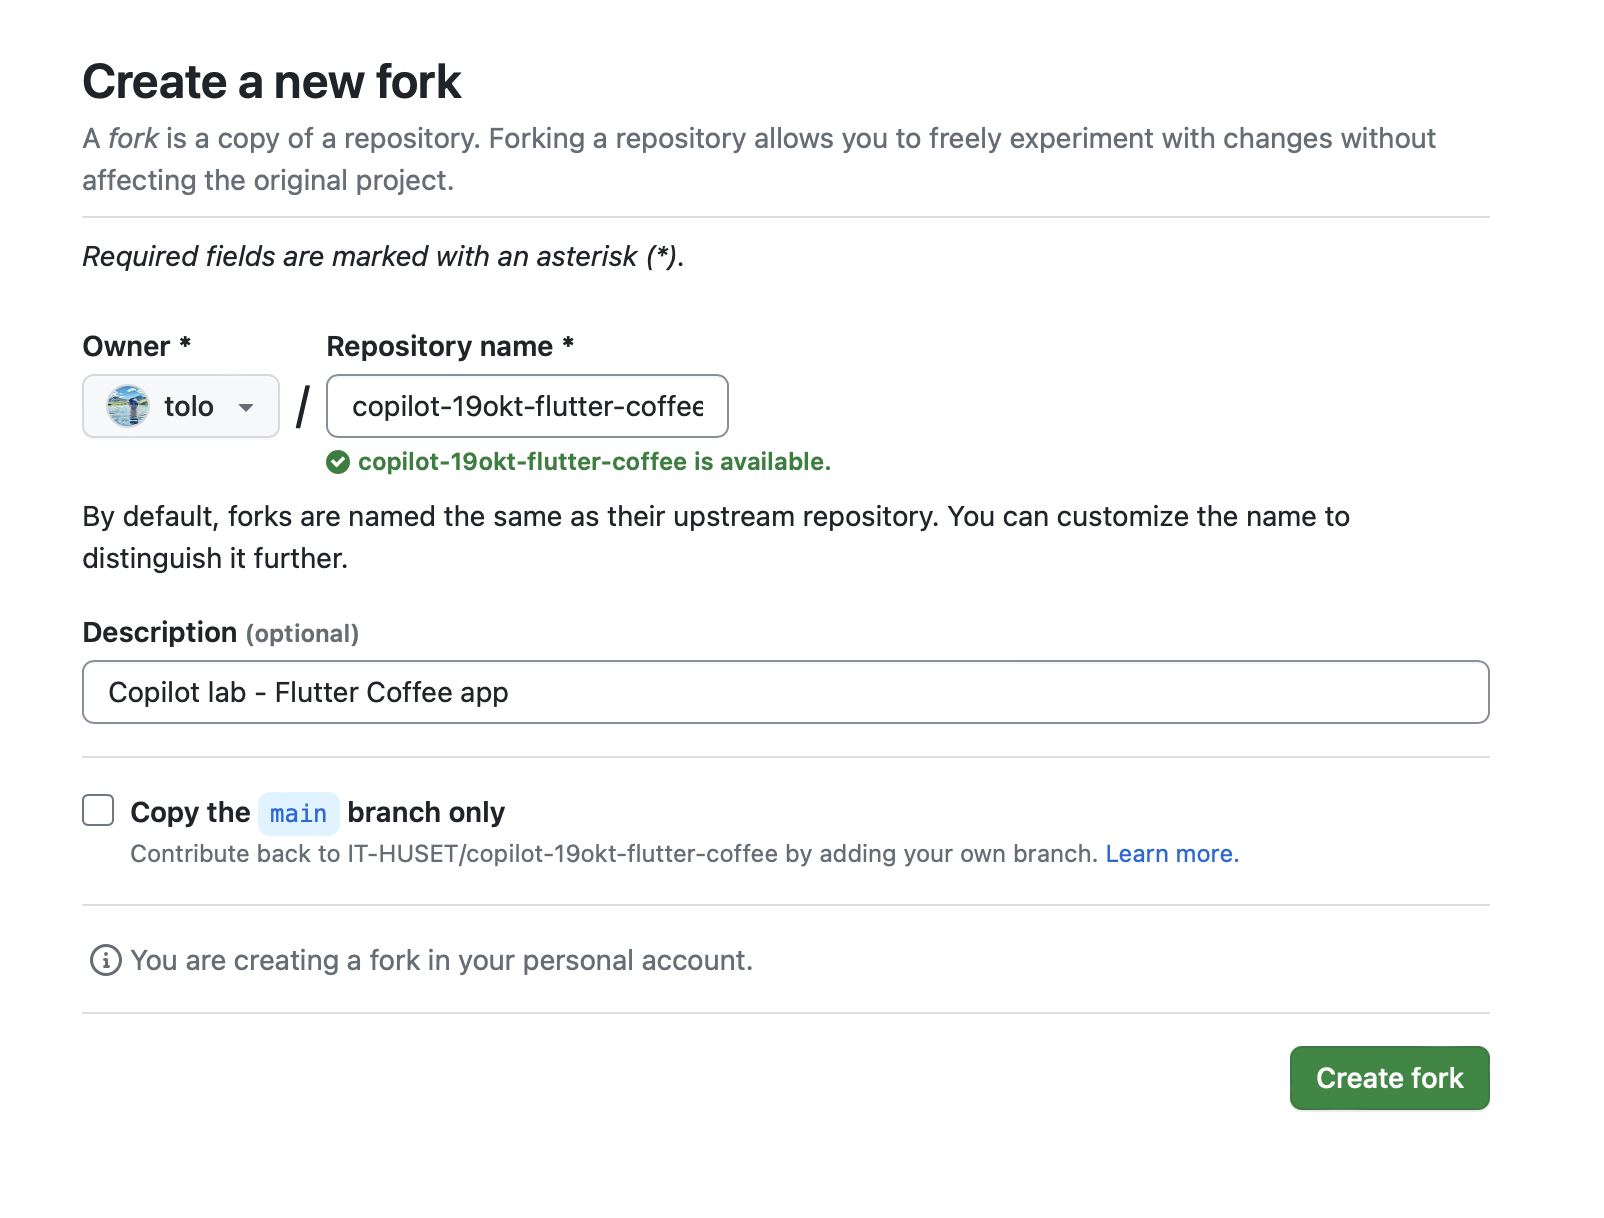 Create a new fork
A fork is a copy of a repository. Forking a repository allows you to freely experiment with changes without
affecting the original project.
Required fields are marked with an asterisk (*).
Owner * Repository name *
tolo / copilot-19okt-flutter-coffee
copilot-19okt-flutter-coffee is available.
By default, forks are named the same as their upstream repository. You can customize the name to
distinguish it further.
Description (optional)
Copilot lab - Flutter Coffee app
Copy the main branch only
Contribute back to IT-HUSET/copilot-19okt-flutter-coffee by adding your own branch. Learn more.
You are creating a fork in your personal account.
Create fork